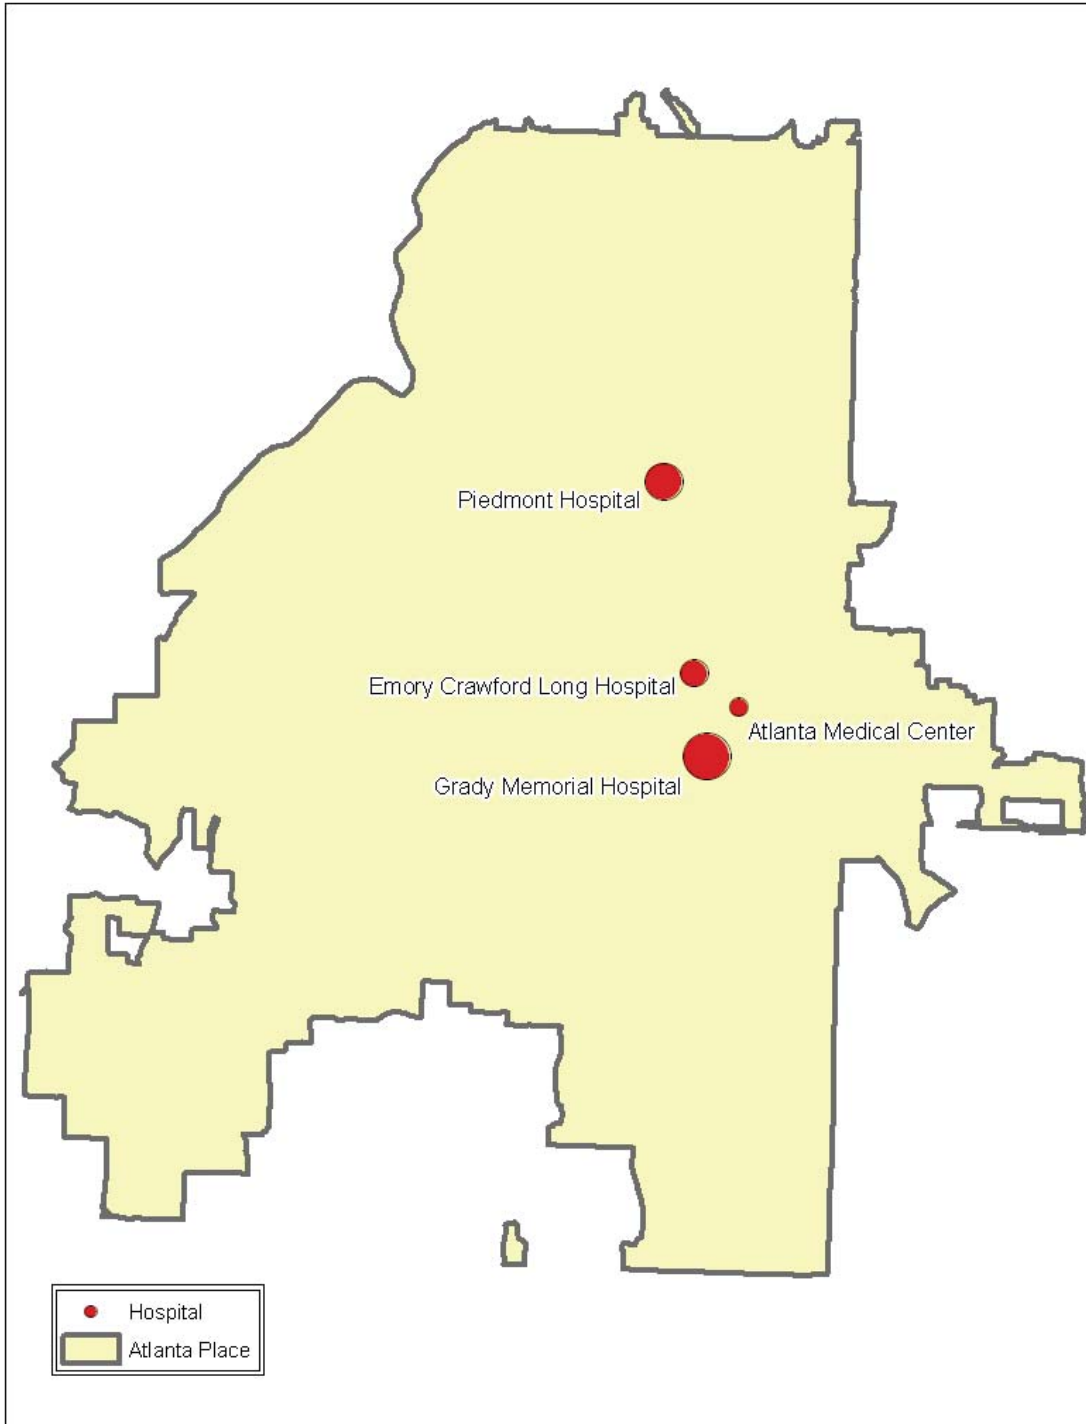 Piedmont Hospital
Emory Crawford Long Hospital
Atlanta Medical Center
Grady Memorial Hospital
Hospital
Atlanta Place